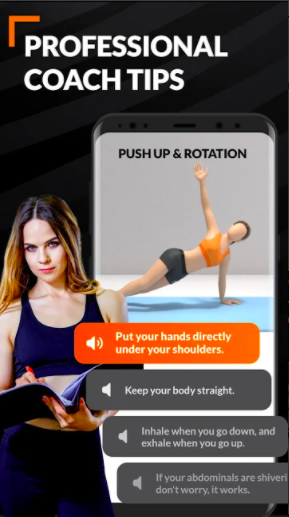 PROFESSIONAL
COACH TIPS
PUSH UP & ROTATION
Put your hands directly
under your shoulders.
Keep your body straight.
Inhale when you go down, and
exhale when you go up.
If your abdominals are shiveri
don't worry, it works.